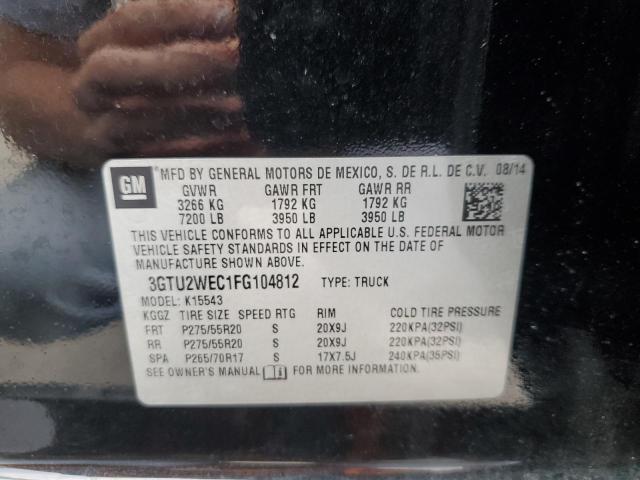 GM MFD BY GENERAL MOTORS DE MEXICO, S. DE R.L. DE C.V. 08/14
GVWR GAWR FRT GAWR RR
3266 KG 1792 KG 1792 KG
7200 LB 3950 LB 3950 LB
THIS VEHICLE CONFORMS TO ALL APPLICABLE U.S. FEDERAL MOTOR
VEHICLE SAFETY STANDARDS IN EFFECT ON THE DATE OF
MANUFACTURE SHOWN ABOVE.
3GTU2WEC1FG104812 TYPE: TRUCK
MODEL: K15543
KGGZ TIRE SIZE SPEED RTG RIM COLD TIRE PRESSURE
FRT P275/55R20 S 20X9J 220KPA(32PSI)
RR P275/55R20 S 20X9J 220KPA(32PSI)
SPA P265/70R17 S 17X7.5J 240KPA(35PSI)
SEE OWNER'S MANUAL FOR MORE INFORMATION.